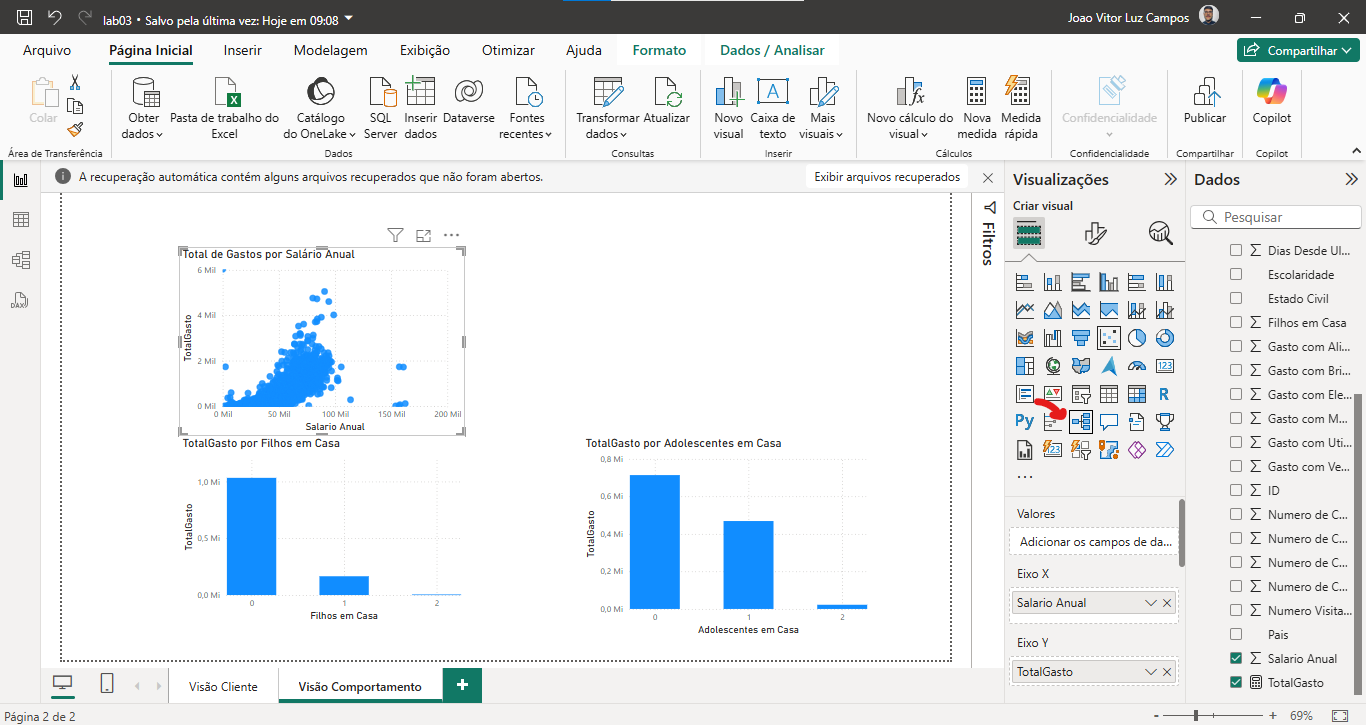 lab03 • Salvo pela última vez: Hoje em 09:08
Joao Vitor Luz Campos
Arquivo
Página Inicial
Inserir
Modelagem
Exibição
Otimizar
Ajuda
Formato
Dados / Analisar
Compartilhar
Colar
Obter
dados
Pasta de trabalho do
Excel
Catálogo
do OneLake
SQL
Server
Inserir
dados
Dataverse
Fontes
recentes
Transformar
dados
Atualizar
Novo
visual
Caixa de
texto
Mais
visuais
Novo cálculo do
visual
Nova
medida
Medida
rápida
Confidencialidade
Publicar
Copilot
Área de Transferência
Dados
Consultas
Inserir
Cálculos
Confidencialidade
Compartilhar
Copilot
A recuperação automática contém alguns arquivos recuperados que não foram abertos.
Exibir arquivos recuperados
DAX
Total de Gastos por Salário Anual
TotalGasto
6 Mil
4 Mil
2 Mil
0 Mil
0 Mil
50 Mil
100 Mil
150 Mil
200 Mil
Salario Anual
TotalGasto por Filhos em Casa
TotalGasto
1,0 Mi
0,5 Mi
0,0 Mi
0
1
2
Filhos em Casa
TotalGasto por Adolescentes em Casa
TotalGasto
0,8 Mi
0,6 Mi
0,4 Mi
0,2 Mi
0,0 Mi
0
1
2
Adolescentes em Casa
Filtros
Visualizações
Criar visual
123
R
Py
123
...
Valores
Adicionar os campos de da...
Eixo X
Salario Anual
Eixo Y
TotalGasto
Dados
Pesquisar
Dias Desde Ul...
Escolaridade
Estado Civil
Filhos em Casa
Gasto com Ali...
Gasto com Bri...
Gasto com Ele...
Gasto com M...
Gasto com Uti...
Gasto com Ve...
ID
Numero de C...
Numero de C...
Numero de C...
Numero de C...
Numero Visita...
Pais
Salario Anual
TotalGasto
Visão Cliente
Visão Comportamento
Página 2 de 2
69%